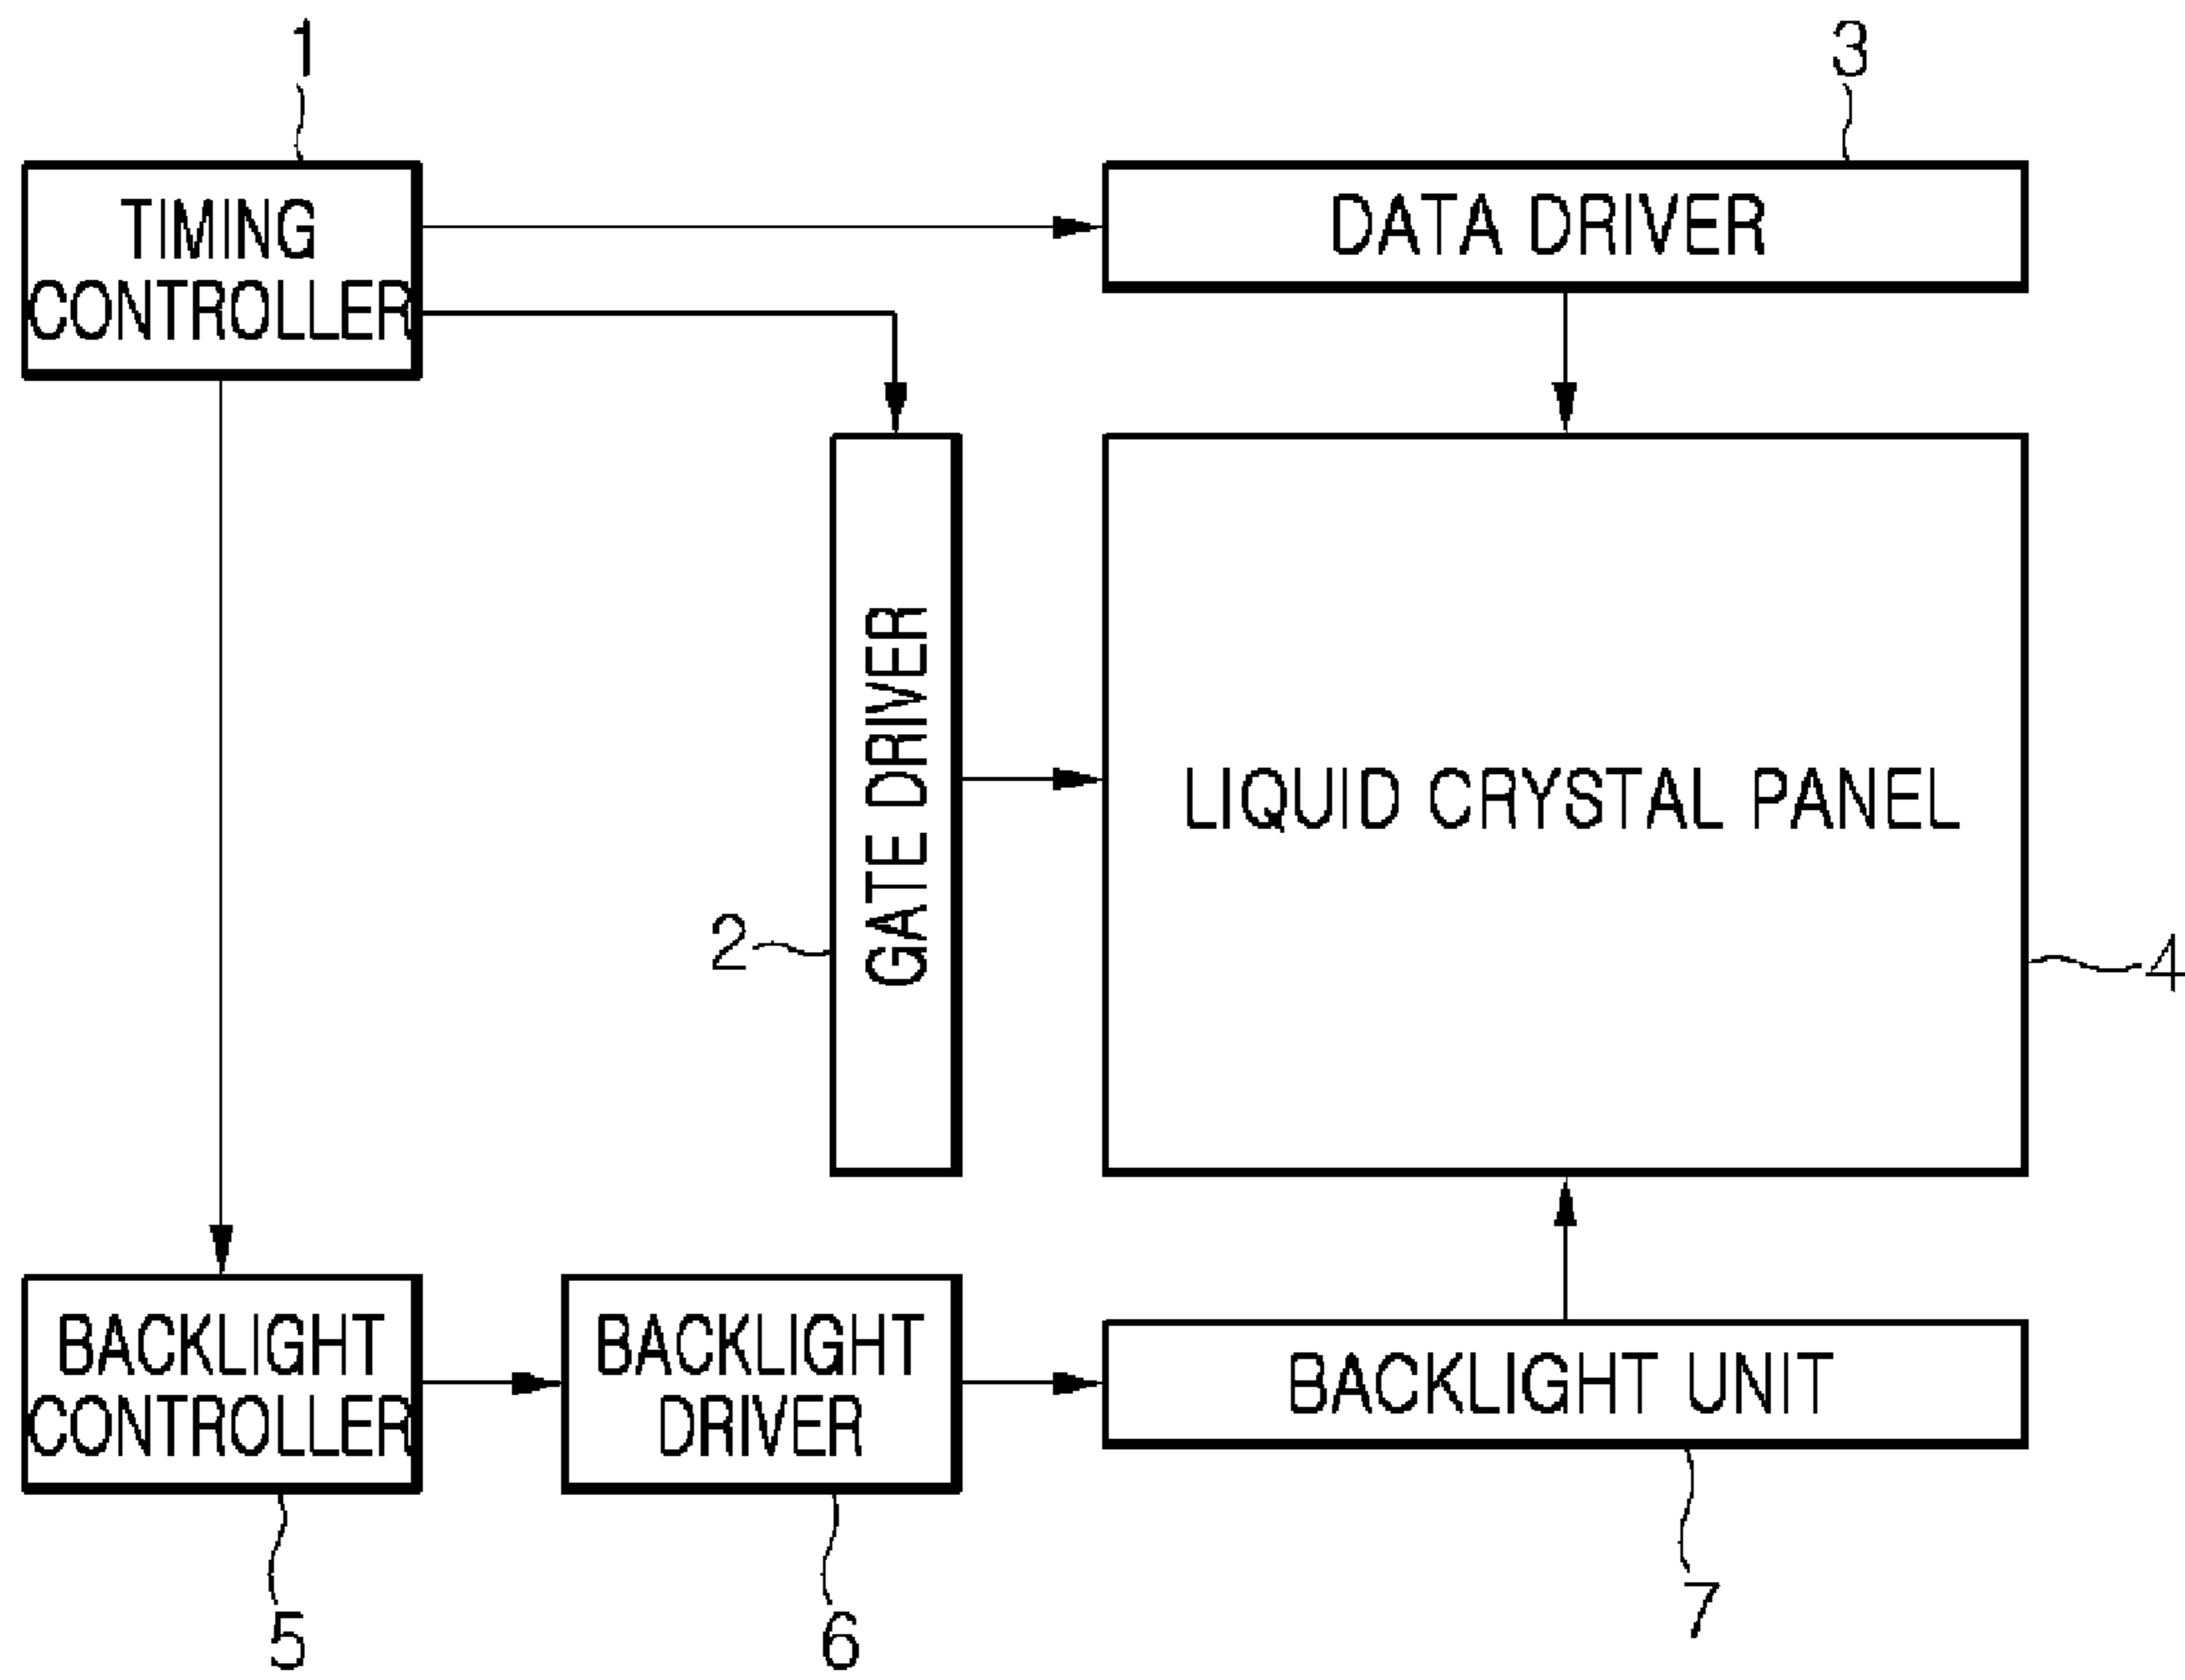 1
3
TIMING
CONTROLLER
DATA DRIVER
GATE DRIVER
LIQUID CRYSTAL PANEL
2
4
BACKLIGHT
CONTROLLER
BACKLIGHT
DRIVER
BACKLIGHT UNIT
5
6
7